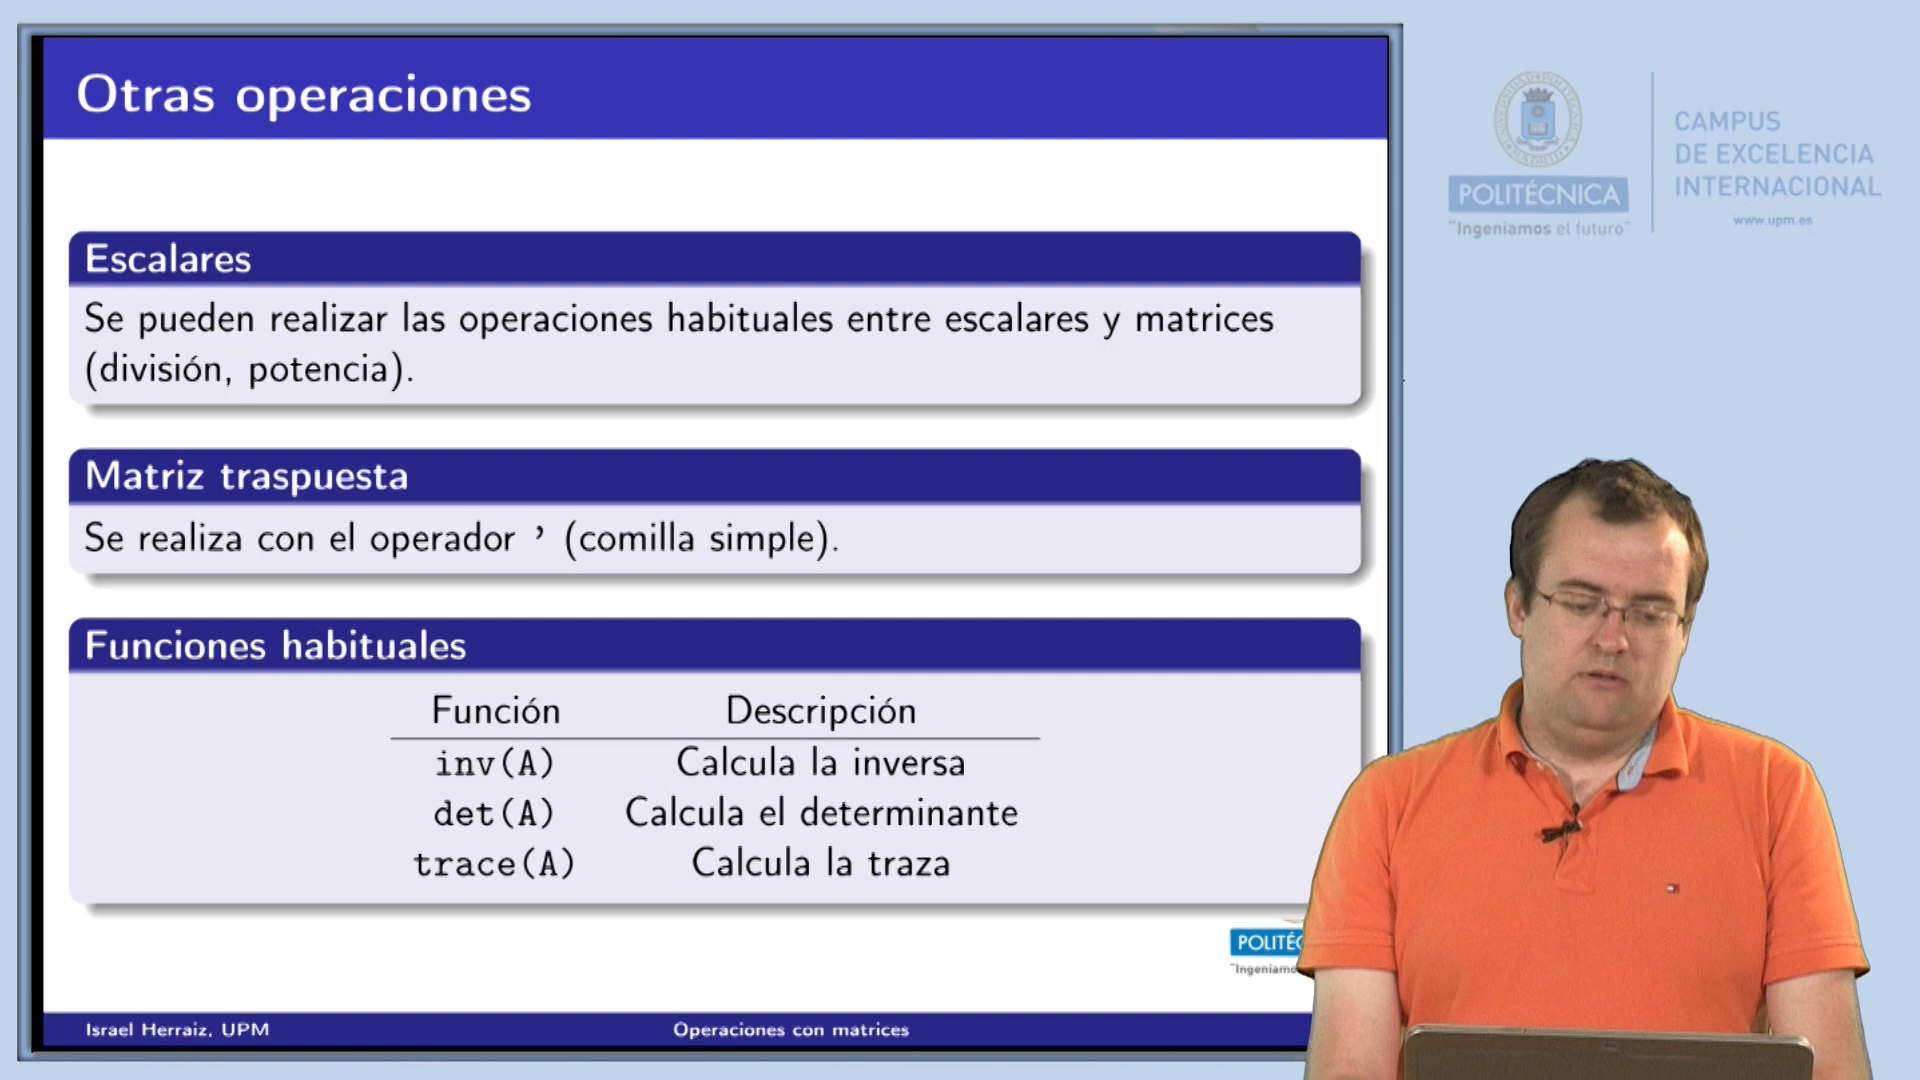 Otras operaciones
Escalares
Se pueden realizar las operaciones habituales entre escalares y matrices
(división, potencia).
Matriz traspuesta
Se realiza con el operador ’ (comilla simple).
Funciones habituales
Función Descripción
inv(A) Calcula la inversa
det(A) Calcula el determinante
trace(A) Calcula la traza
Israel Herraiz, UPM
Operaciones con matrices
POLITÉCNICA
"Ingeniamos el futuro"
CAMPUS
DE EXCELENCIA
INTERNACIONAL
www.upm.es